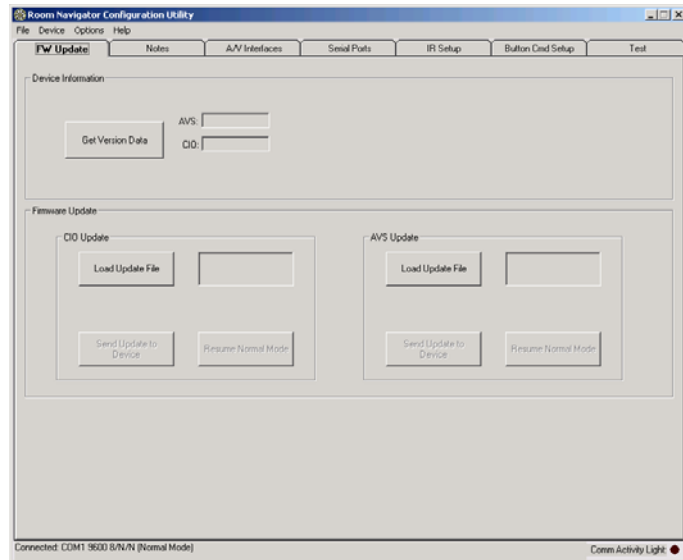 Room Navigator Configuration Utility
File Device Options Help
FW Update Notes A/V Interfaces Serial Ports IR Setup Button Cmd Setup Test
Device Information
Get Version Data
AVS:
CIO:
Firmware Update
CIO Update
Load Update File
Send Update to
Device
Resume Normal Mode
AVS Update
Load Update File
Send Update to
Device
Resume Normal Mode
Connected: COM1 9600 8/N/N (Normal Mode)
Comm Activity Light: